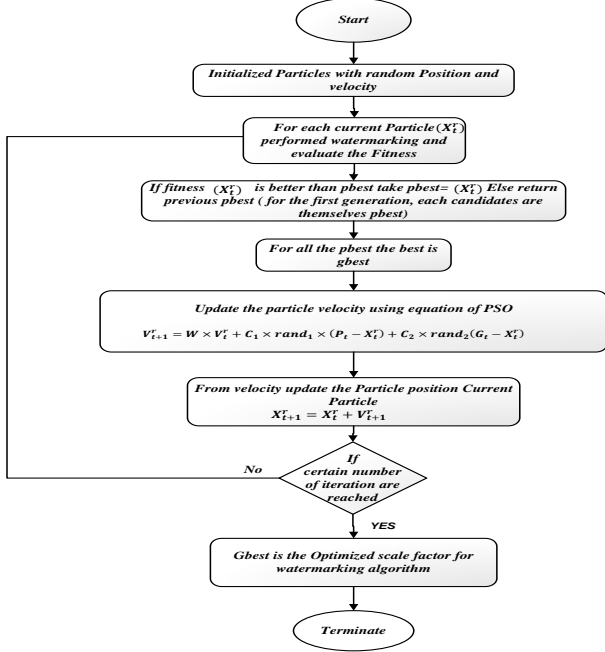 Start
Initialized Particles with random Position and
velocity
For each current Particle(X_t^r)
performed watermarking and
evaluate the Fitness
If fitness (X_t^r) is better than pbest take pbest= (X_t^r) Else return
previous pbest ( for the first generation, each candidates are
themselves pbest)
For all the pbest the best is
gbest
Update the particle velocity using equation of PSO
V_{t+1}^r = W × V_t^r + C_1 × rand_1 × (P_t − X_t^r) + C_2 × rand_2(G_t − X_t^r)
From velocity update the Particle position Current
Particle
X_{t+1}^r = X_t^r + V_{t+1}^r
If
certain number
of iteration are
reached
No
YES
Gbest is the Optimized scale factor for
watermarking algorithm
Terminate